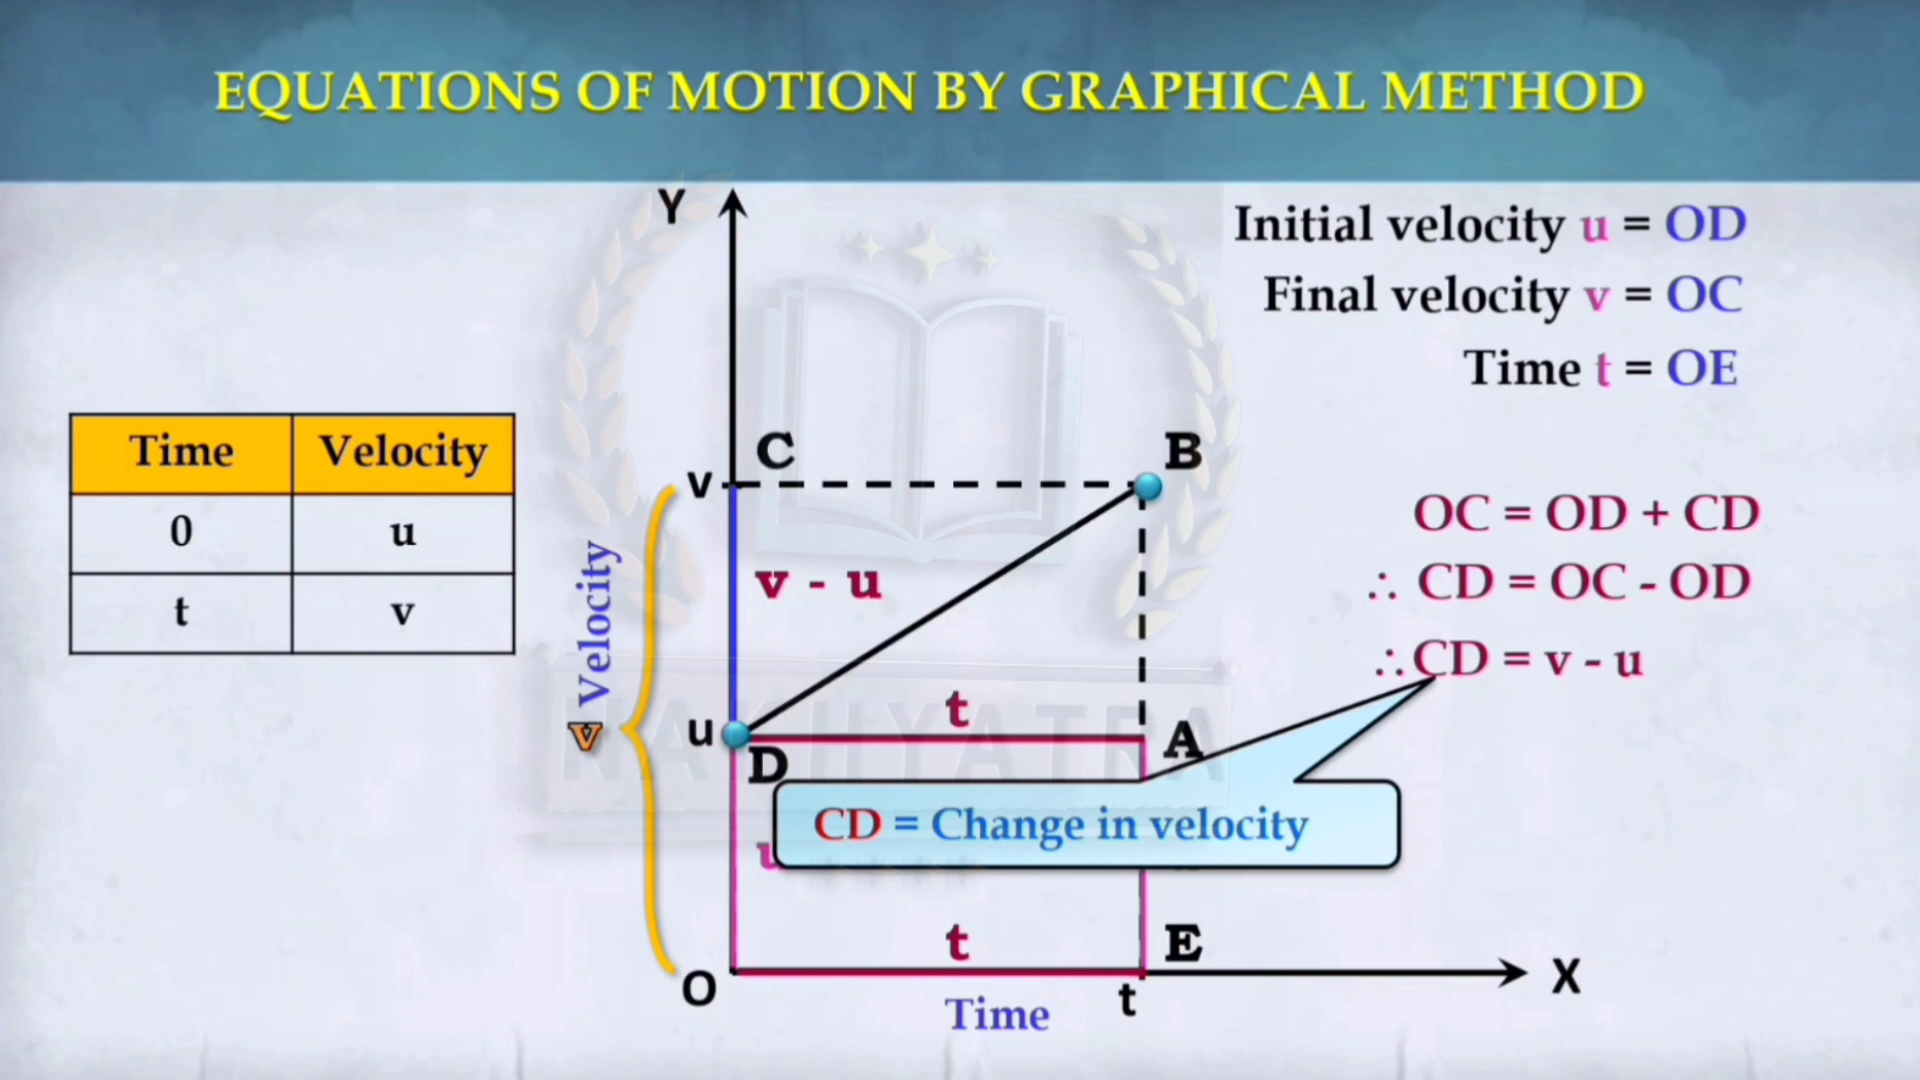 EQUATIONS OF MOTION BY GRAPHICAL METHOD
Y
Initial velocity u = OD
Final velocity v = OC
Time t = OE
Time Velocity
0 u
t v
C
B
v
v - u
Velocity
v
OC = OD + CD
∴ CD = OC - OD
∴ CD = v - u
t
u
D
A
CD = Change in velocity
u
t
E
O
t
X
Time
NAKHYATRA